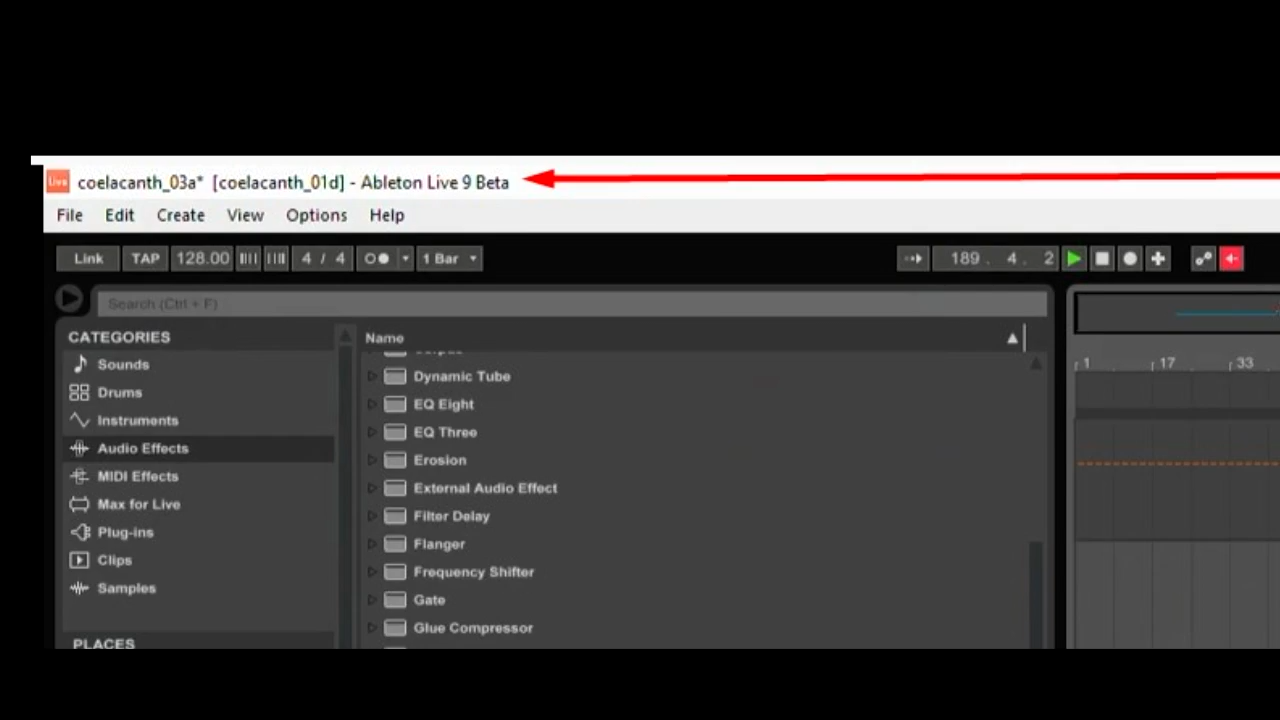 Live coelacanth_03a* [coelacanth_01d] - Ableton Live 9 Beta
File Edit Create View Options Help
Link TAP 128.00 4 / 4 1 Bar 189 . 4 . 2
Search (Ctrl + F)
CATEGORIES
Sounds
Drums
Instruments
Audio Effects
MIDI Effects
Max for Live
Plug-ins
Clips
Samples
PLACES
Name
Dynamic Tube
EQ Eight
EQ Three
Erosion
External Audio Effect
Filter Delay
Flanger
Frequency Shifter
Gate
Glue Compressor
1 17 33